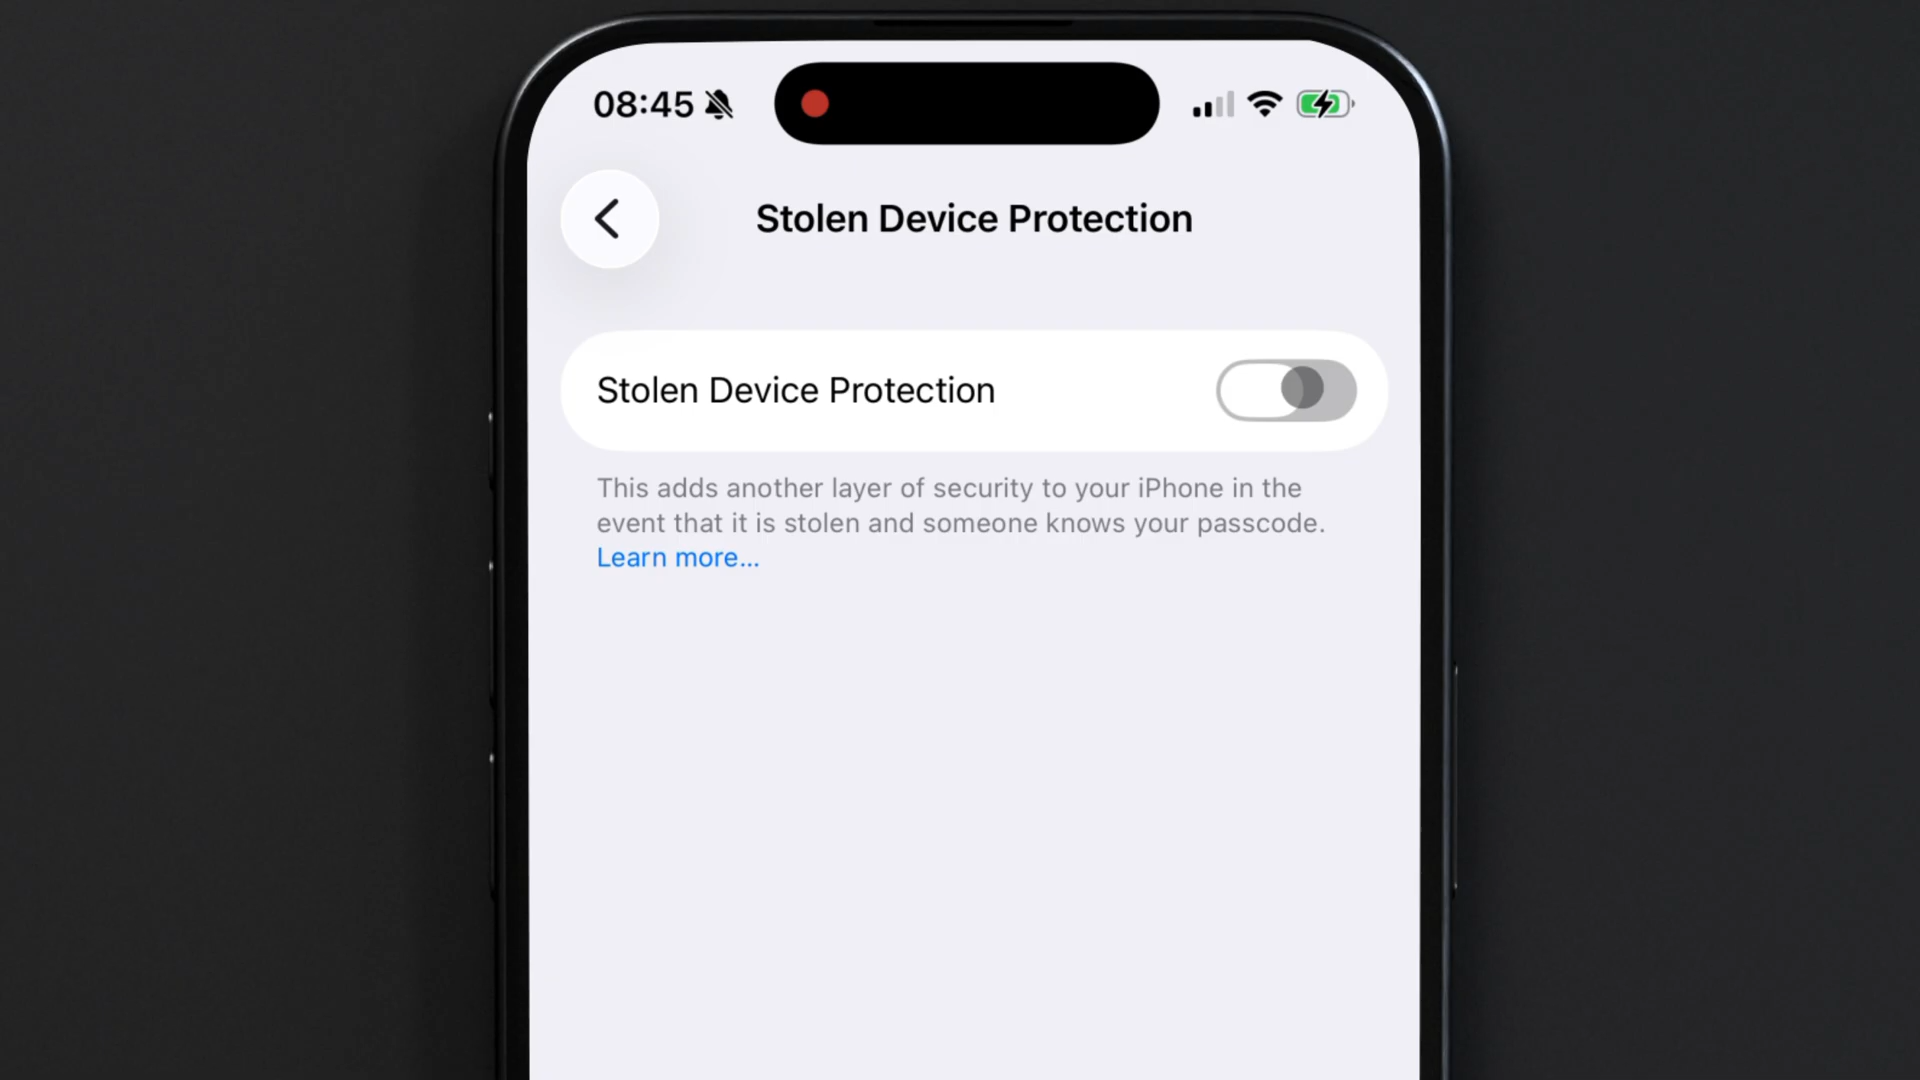 08:45
Stolen Device Protection
Stolen Device Protection
This adds another layer of security to your iPhone in the
event that it is stolen and someone knows your passcode.
Learn more...